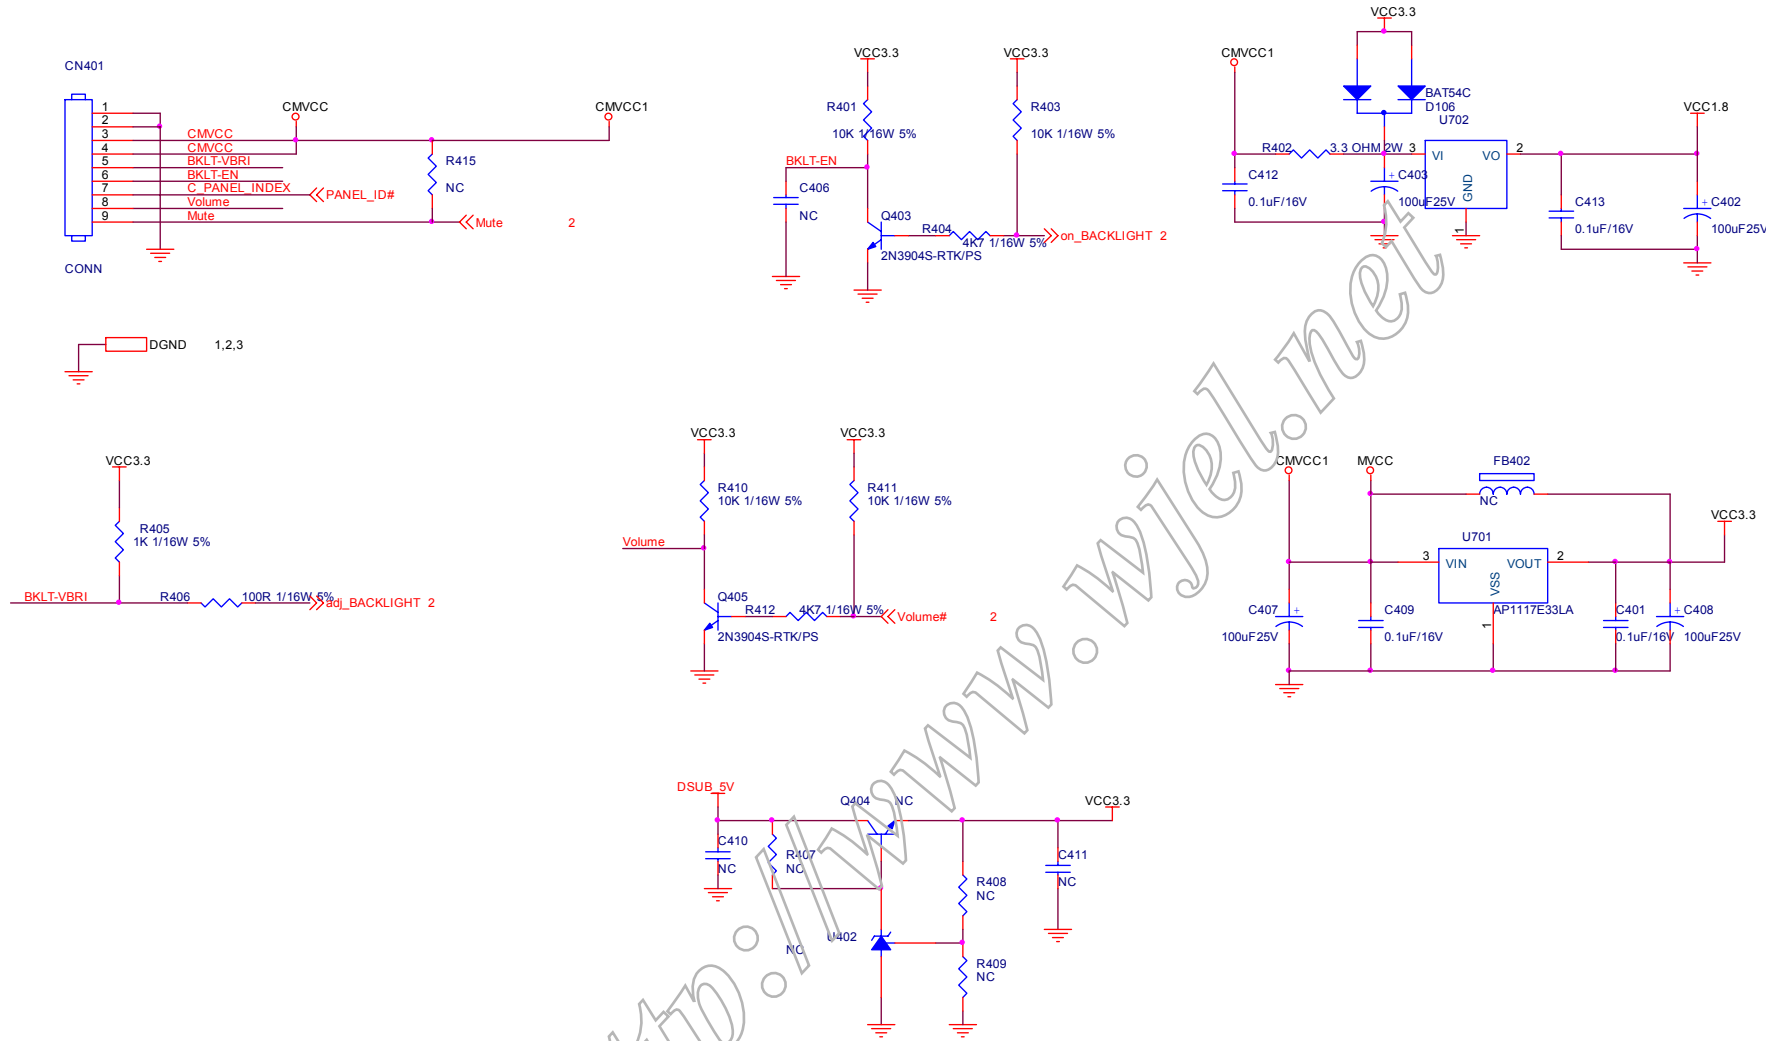 CN401
1
2
3
4
5
6
7
8
9
CMVCC
CMVCC
BKLT-VBRI
BKLT-EN
C_PANEL_INDEX
Volume
Mute
CONN
CMVCC
CMVCC1
R415
NC
PANEL_ID#
Mute 2
DGND 1,2,3
VCC3.3
VCC3.3
R401
10K 1/16W 5%
R403
10K 1/16W 5%
BKLT-EN
C406
NC
Q403
2N3904S-RTK/PS
R404
4K7 1/16W 5%
on_BACKLIGHT 2
VCC3.3
CMVCC1
BAT54C
D106
U702
VCC1.8
R402
3.3 OHM 2W
3
VI
VO
2
GND
1
C412
0.1uF/16V
+
C403
100uF25V
C413
0.1uF/16V
+
C402
100uF25V
VCC3.3
R405
1K 1/16W 5%
BKLT-VBRI
R406
100R 1/16W 5%
adj_BACKLIGHT 2
VCC3.3
VCC3.3
R410
10K 1/16W 5%
R411
10K 1/16W 5%
Volume
Q405
2N3904S-RTK/PS
R412
4K7 1/16W 5%
Volume# 2
CMVCC1
MVCC
FB402
NC
VCC3.3
U701
3
VIN
VOUT
2
VSS
1
AP1117E33LA
C407
+
100uF25V
C409
0.1uF/16V
C401
0.1uF/16V
+
C408
100uF25V
DSUB_5V
Q404
NC
VCC3.3
C410
NC
R407
NC
R408
NC
C411
NC
U402
NC
R409
NC
tp://www.wjel.net